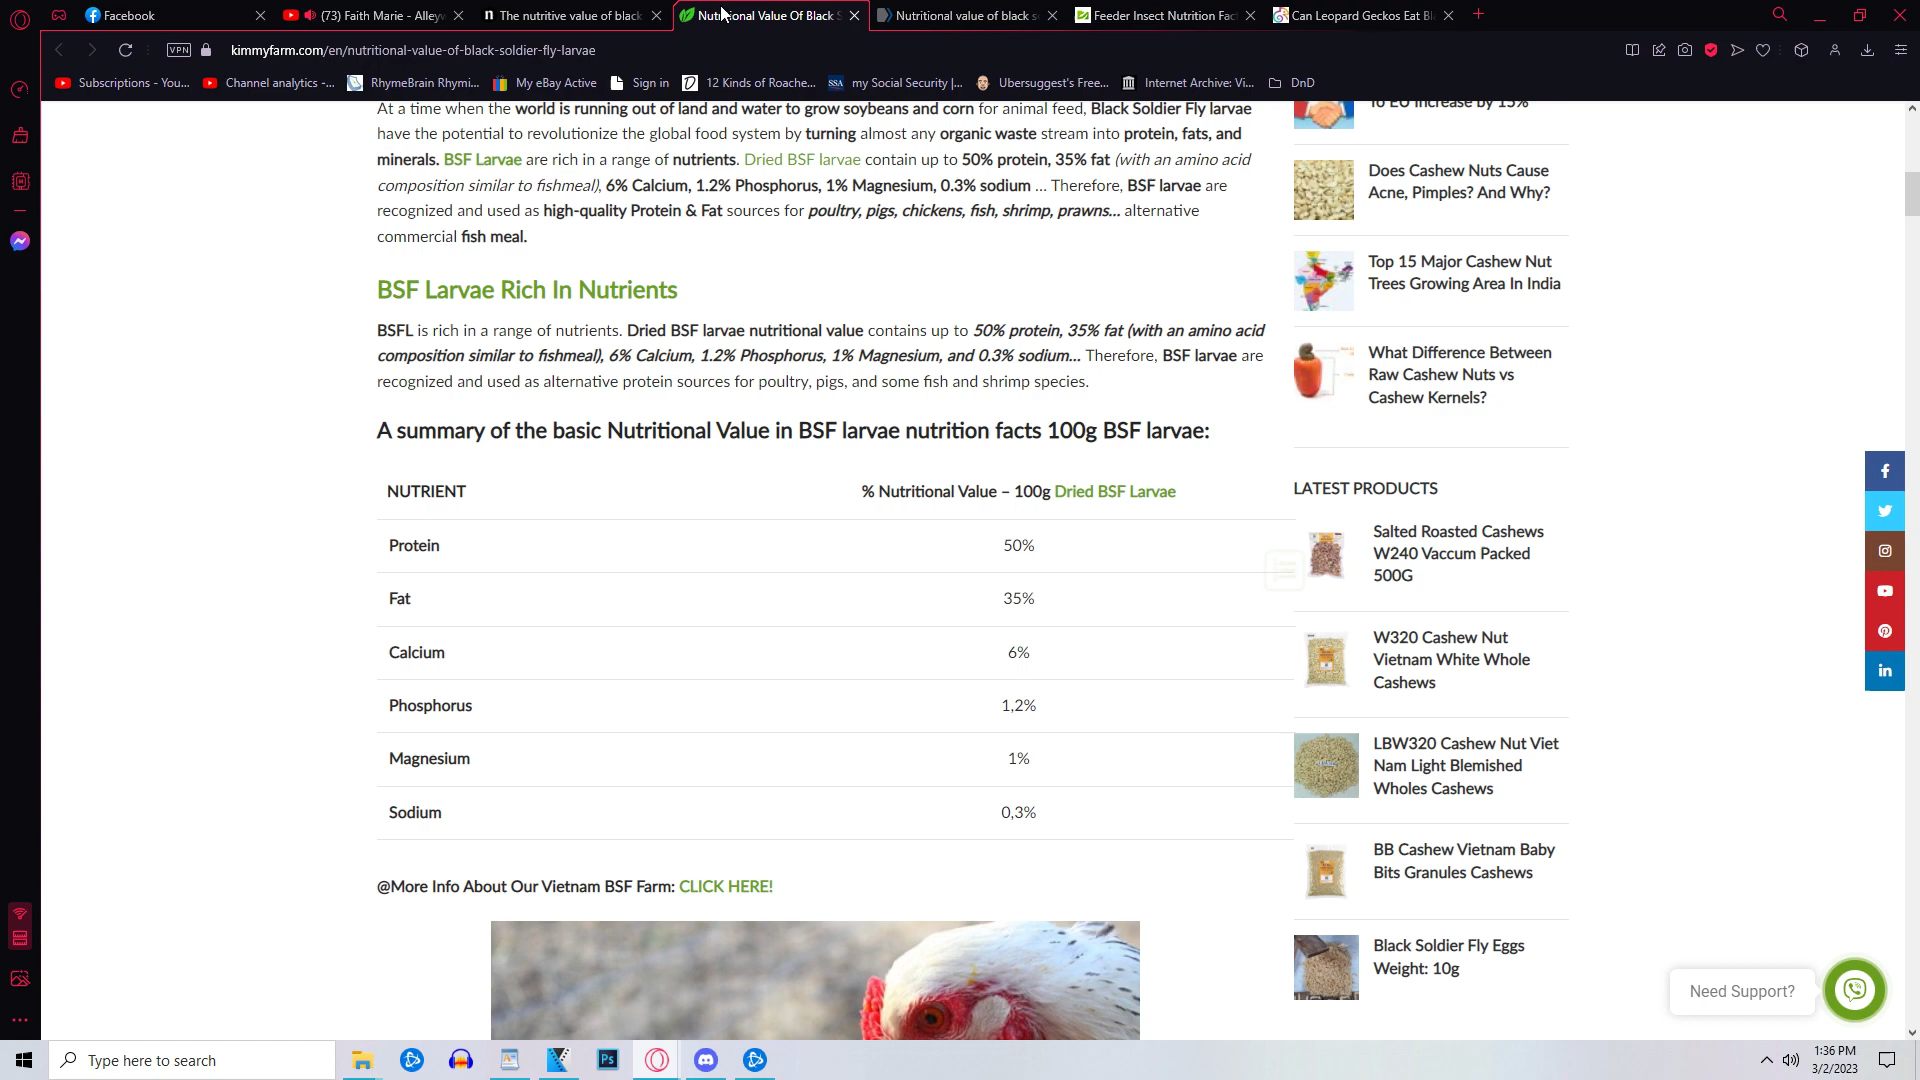 Facebook
(73) Faith Marie - Alleyw
The nutritive value of black
Nutritional Value Of Black S
Nutritional value of black s
Feeder Insect Nutrition Fac
Can Leopard Geckos Eat Bl
VPN
kimmyfarm.com/en/nutritional-value-of-black-soldier-fly-larvae
Subscriptions - You...
Channel analytics -...
RhymeBrain Rhymi...
My eBay Active
Sign in
12 Kinds of Roache...
SSA
my Social Security |...
Ubersuggest's Free...
Internet Archive: Vi...
DnD
At a time when the world is running out of land and water to grow soybeans and corn for animal feed, Black Soldier Fly larvae
have the potential to revolutionize the global food system by turning almost any organic waste stream into protein, fats, and
minerals. BSF Larvae are rich in a range of nutrients. Dried BSF larvae contain up to 50% protein, 35% fat (with an amino acid
composition similar to fishmeal), 6% Calcium, 1.2% Phosphorus, 1% Magnesium, 0.3% sodium ... Therefore, BSF larvae are
recognized and used as high-quality Protein & Fat sources for poultry, pigs, chickens, fish, shrimp, prawns... alternative
commercial fish meal.
BSF Larvae Rich In Nutrients
BSFL is rich in a range of nutrients. Dried BSF larvae nutritional value contains up to 50% protein, 35% fat (with an amino acid
composition similar to fishmeal), 6% Calcium, 1.2% Phosphorus, 1% Magnesium, and 0.3% sodium... Therefore, BSF larvae are
recognized and used as alternative protein sources for poultry, pigs, and some fish and shrimp species.
A summary of the basic Nutritional Value in BSF larvae nutrition facts 100g BSF larvae:
NUTRIENT % Nutritional Value – 100g Dried BSF Larvae
Protein 50%
Fat 35%
Calcium 6%
Phosphorus 1,2%
Magnesium 1%
Sodium 0,3%
@More Info About Our Vietnam BSF Farm: CLICK HERE!
To EU Increase by 15%
Does Cashew Nuts Cause
Acne, Pimples? And Why?
Top 15 Major Cashew Nut
Trees Growing Area In India
What Difference Between
Raw Cashew Nuts vs
Cashew Kernels?
LATEST PRODUCTS
Salted Roasted Cashews
W240 Vaccum Packed
500G
W320 Cashew Nut
Vietnam White Whole
Cashews
LBW320 Cashew Nut Viet
Nam Light Blemished
Wholes Cashews
BB Cashew Vietnam Baby
Bits Granules Cashews
Black Soldier Fly Eggs
Weight: 10g
Need Support?
Type here to search
Ps
1:36 PM
3/2/2023